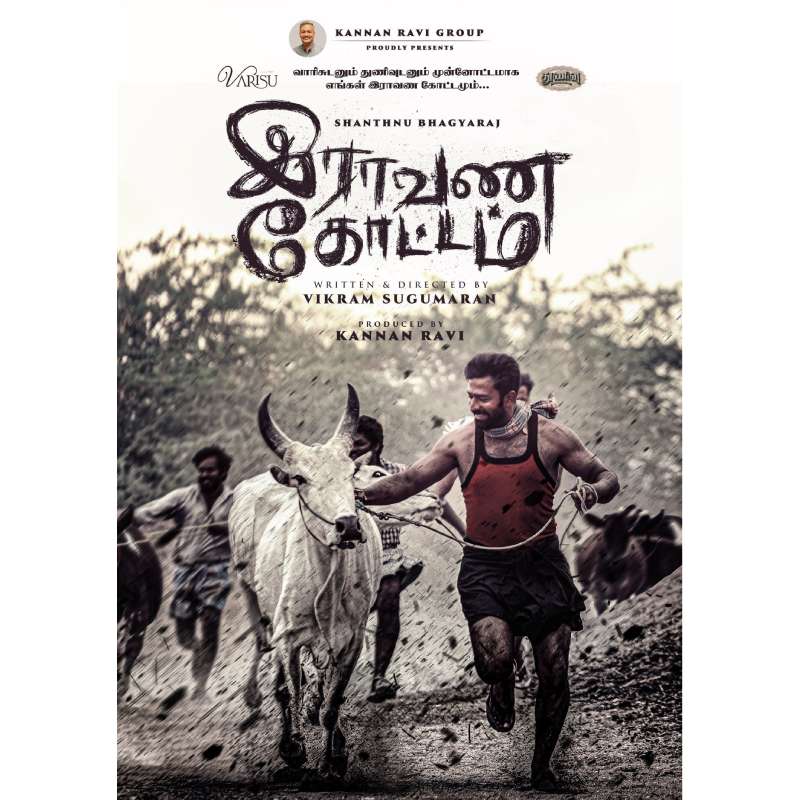 KANNAN RAVI GROUP
PROUDLY PRESENTS
VARISU
வாரிசுடனும் துணிவுடனும் முன்னோட்டமாக
எங்கள் இராவண கோட்டமும்...
துணிவு
SHANTHNU BHAGYARAJ
இராவண
கோட்டம்
WRITTEN & DIRECTED BY
VIKRAM SUGUMARAN
PRODUCED BY
KANNAN RAVI